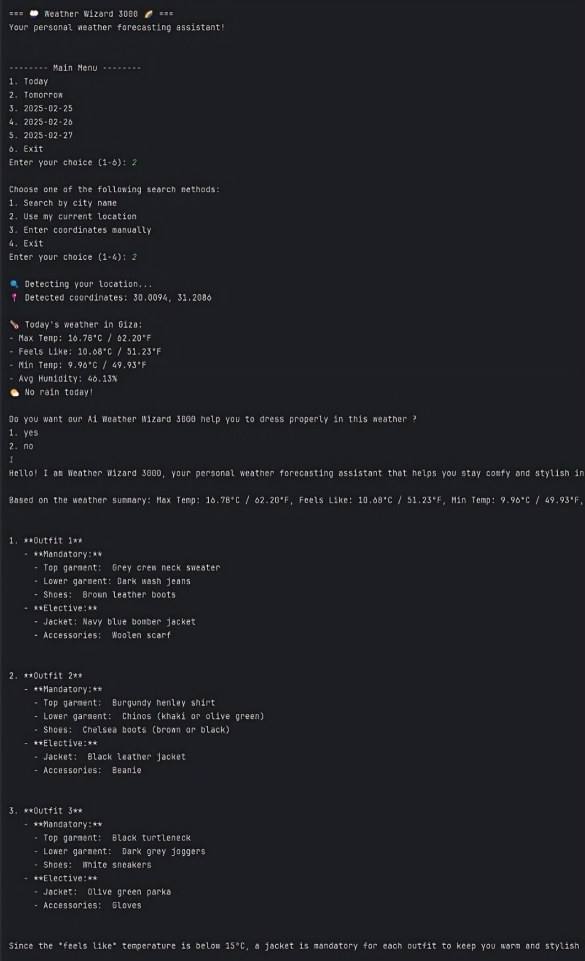 === 💭 Weather Wizard 3000 🌈 ===
Your personal weather forecasting assistant!
-------- Main Menu --------
1. Today
2. Tomorrow
3. 2025-02-25
4. 2025-02-26
5. 2025-02-27
6. Exit
Enter your choice (1-6): 2
Choose one of the following search methods:
1. Search by city name
2. Use my current location
3. Enter coordinates manually
4. Exit
Enter your choice (1-4): 2
🔍 Detecting your location...
📍 Detected coordinates: 30.0094, 31.2086
🌡️ Today's weather in Giza:
- Max Temp: 16.78°C / 62.20°F
- Feels Like: 10.68°C / 51.23°F
- Min Temp: 9.96°C / 49.93°F
- Avg Humidity: 46.13%
🌤️ No rain today!
Do you want our Ai Weather Wizard 3000 help you to dress properly in this weather ?
1. yes
2. no
1
Hello! I am Weather Wizard 3000, your personal weather forecasting assistant that helps you stay comfy and stylish in
Based on the weather summary: Max Temp: 16.78°C / 62.20°F, Feels Like: 10.68°C / 51.23°F, Min Temp: 9.96°C / 49.93°F,
1. **Outfit 1**
- **Mandatory:**
- Top garment: Grey crew neck sweater
- Lower garment: Dark wash jeans
- Shoes: Brown leather boots
- **Elective:**
- Jacket: Navy blue bomber jacket
- Accessories: Woolen scarf
2. **Outfit 2**
- **Mandatory:**
- Top garment: Burgundy henley shirt
- Lower garment: Chinos (khaki or olive green)
- Shoes: Chelsea boots (brown or black)
- **Elective:**
- Jacket: Black leather jacket
- Accessories: Beanie
3. **Outfit 3**
- **Mandatory:**
- Top garment: Black turtleneck
- Lower garment: Dark grey joggers
- Shoes: White sneakers
- **Elective:**
- Jacket: Olive green parka
- Accessories: Gloves
Since the "feels like" temperature is below 15°C, a jacket is mandatory for each outfit to keep you warm and stylish